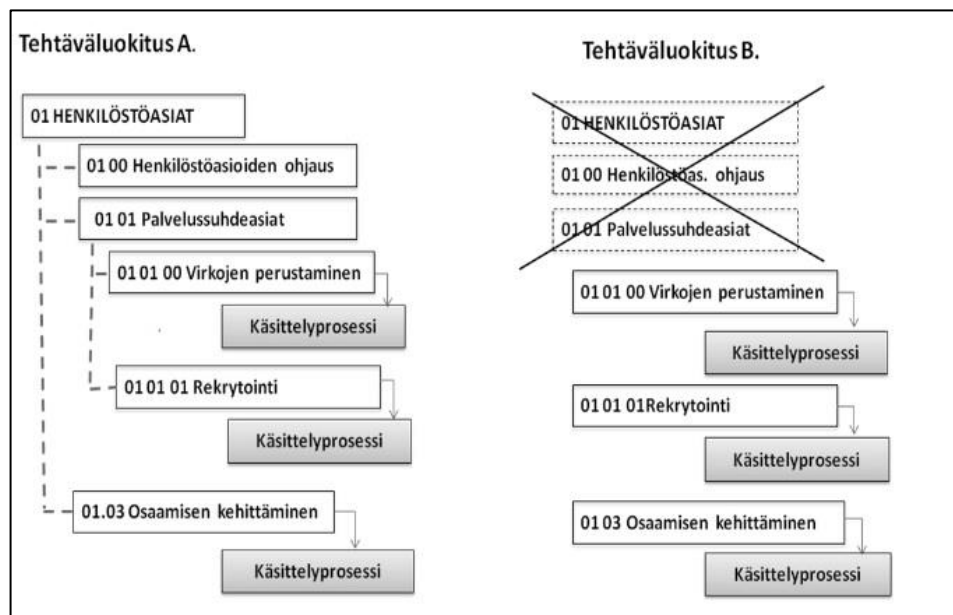 Tehtäväluokitus A.
01 HENKILÖSTÖASIAT
01 00 Henkilöstöasioiden ohjaus
01 01 Palvelussuhdeasiat
01 01 00 Virkojen perustaminen
Käsittelyprosessi
01 01 01 Rekrytointi
Käsittelyprosessi
01.03 Osaamisen kehittäminen
Käsittelyprosessi
Tehtäväluokitus B.
01 HENKILÖSTÖASIAT
01 00 Henkilöstöas. ohjaus
01 01 Palvelussuhdeasiat
01 01 00 Virkojen perustaminen
Käsittelyprosessi
01 01 01Rekrytointi
Käsittelyprosessi
01 03 Osaamisen kehittäminen
Käsittelyprosessi